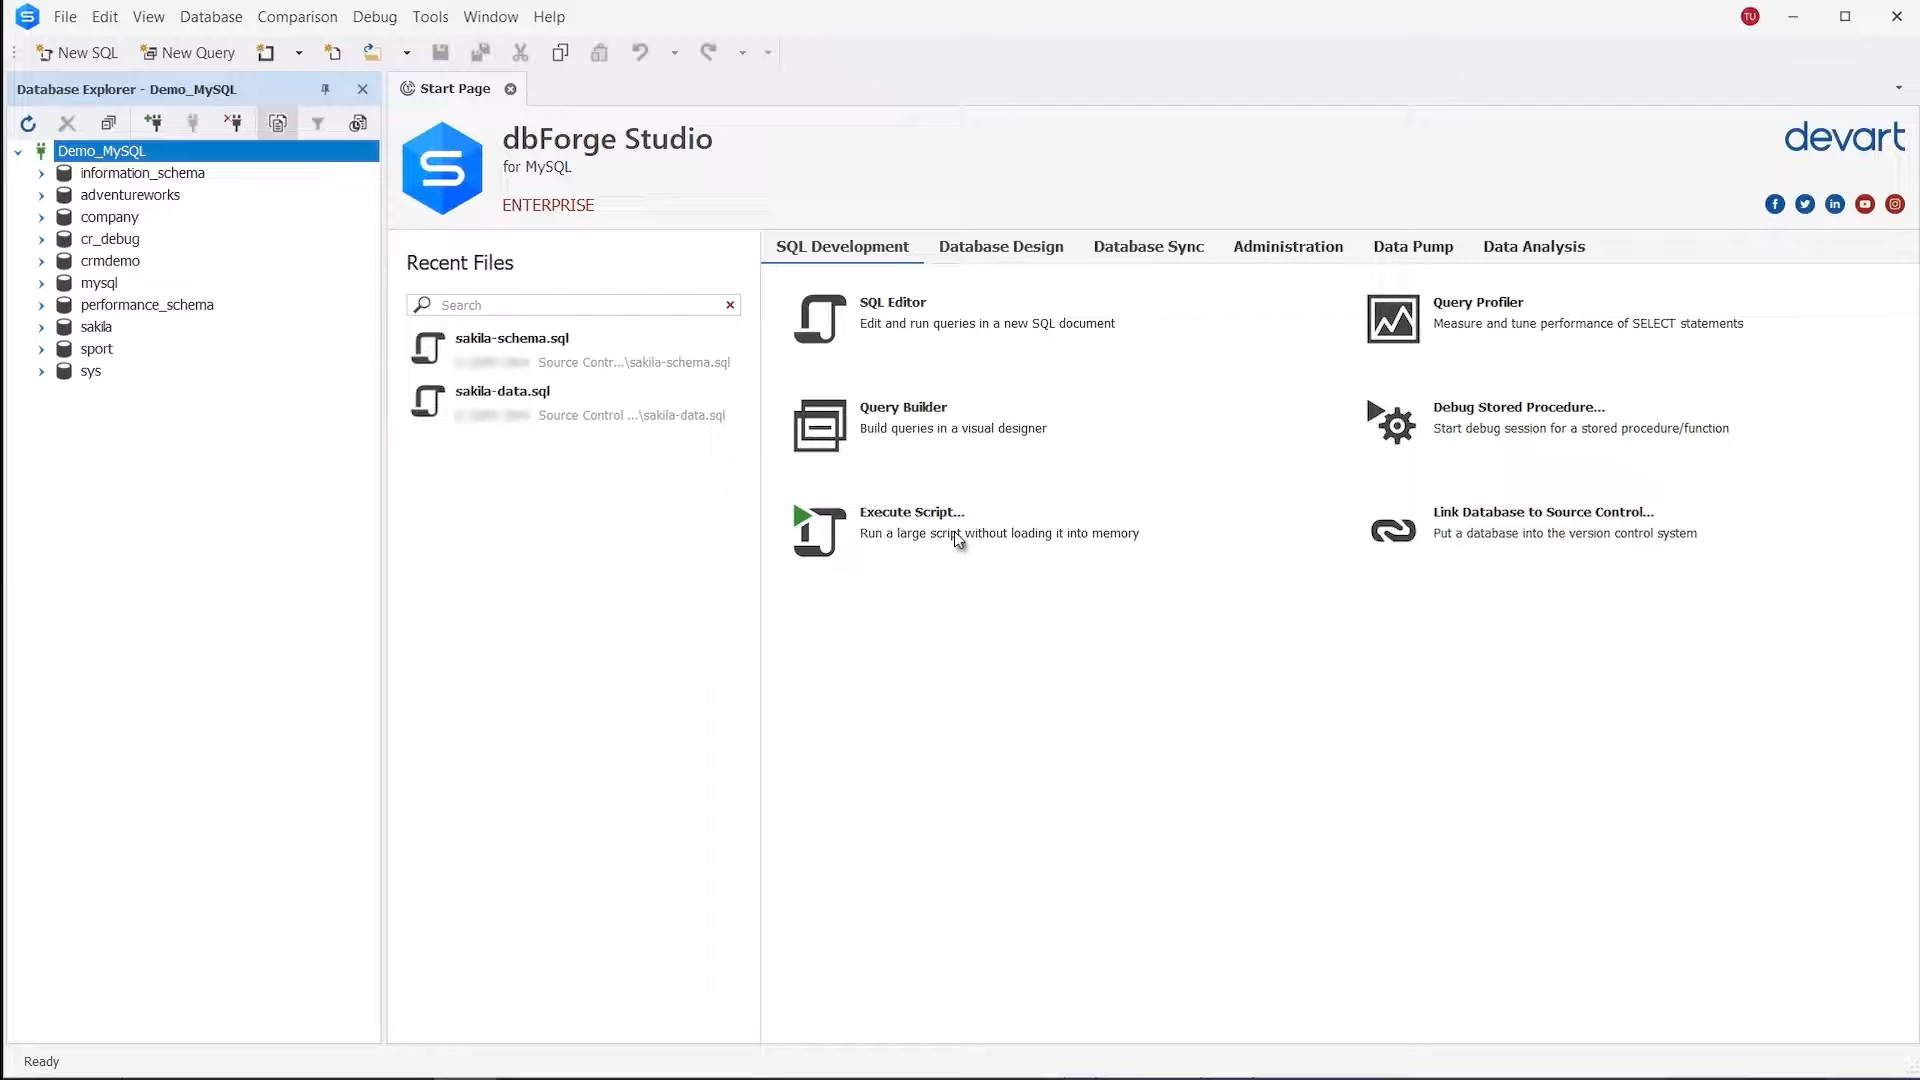 File Edit View Database Comparison Debug Tools Window Help
TU
New SQL New Query
Database Explorer - Demo_MySQL
Start Page
Demo_MySQL
information_schema
adventureworks
company
cr_debug
crmdemo
mysql
performance_schema
sakila
sport
sys
dbForge Studio
for MySQL
ENTERPRISE
devart
Recent Files
Search
sakila-schema.sql
Source Contr...\sakila-schema.sql
sakila-data.sql
Source Control ...\sakila-data.sql
SQL Development Database Design Database Sync Administration Data Pump Data Analysis
SQL Editor
Edit and run queries in a new SQL document
Query Profiler
Measure and tune performance of SELECT statements
Query Builder
Build queries in a visual designer
Debug Stored Procedure...
Start debug session for a stored procedure/function
Execute Script...
Run a large script without loading it into memory
Link Database to Source Control...
Put a database into the version control system
Ready